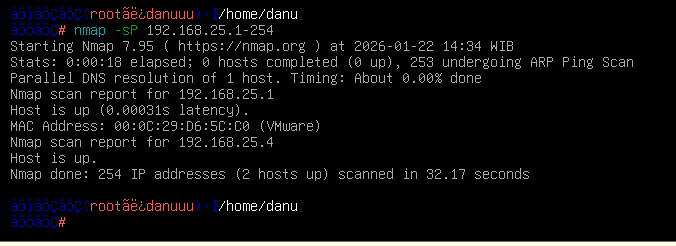 âöîâöÇâöÇ(rootãë¿danuuu)-[/home/danu]
âööâöÇ# nmap -sP 192.168.25.1-254
Starting Nmap 7.95 ( https://nmap.org ) at 2026-01-22 14:34 WIB
Stats: 0:00:18 elapsed; 0 hosts completed (0 up), 253 undergoing ARP Ping Scan
Parallel DNS resolution of 1 host. Timing: About 0.00% done
Nmap scan report for 192.168.25.1
Host is up (0.00031s latency).
MAC Address: 00:0C:29:D6:5C:C0 (VMware)
Nmap scan report for 192.168.25.4
Host is up.
Nmap done: 254 IP addresses (2 hosts up) scanned in 32.17 seconds
âöîâöÇâöÇ(rootãë¿danuuu)-[/home/danu]
âööâöÇ#